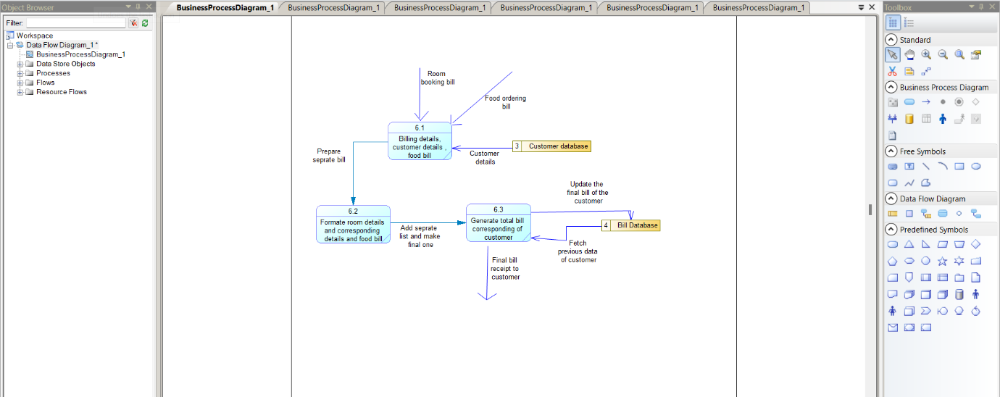 Object Browser
Filter:
Workspace
Data Flow Diagram_1 *
BusinessProcessDiagram_1
Data Store Objects
Processes
Flows
Resource Flows
BusinessProcessDiagram_1
BusinessProcessDiagram_1
BusinessProcessDiagram_1
BusinessProcessDiagram_1
BusinessProcessDiagram_1
BusinessProcessDiagram_1
Room
booking bill
Food ordering
bill
6.1
Billing details,
customer details ,
food bill
3 Customer database
Customer
details
Prepare
seprate bill
Update the
final bill of the
customer
6.2
Formate room details
and corresponding
details and food bill
Add seprate
list and make
final one
6.3
Generate total bill
corresponding of
customer
4 Bill Database
Fetch
previous data
of customer
Final bill
receipt to
customer
Toolbox
Standard
Business Process Diagram
Free Symbols
Data Flow Diagram
Predefined Symbols